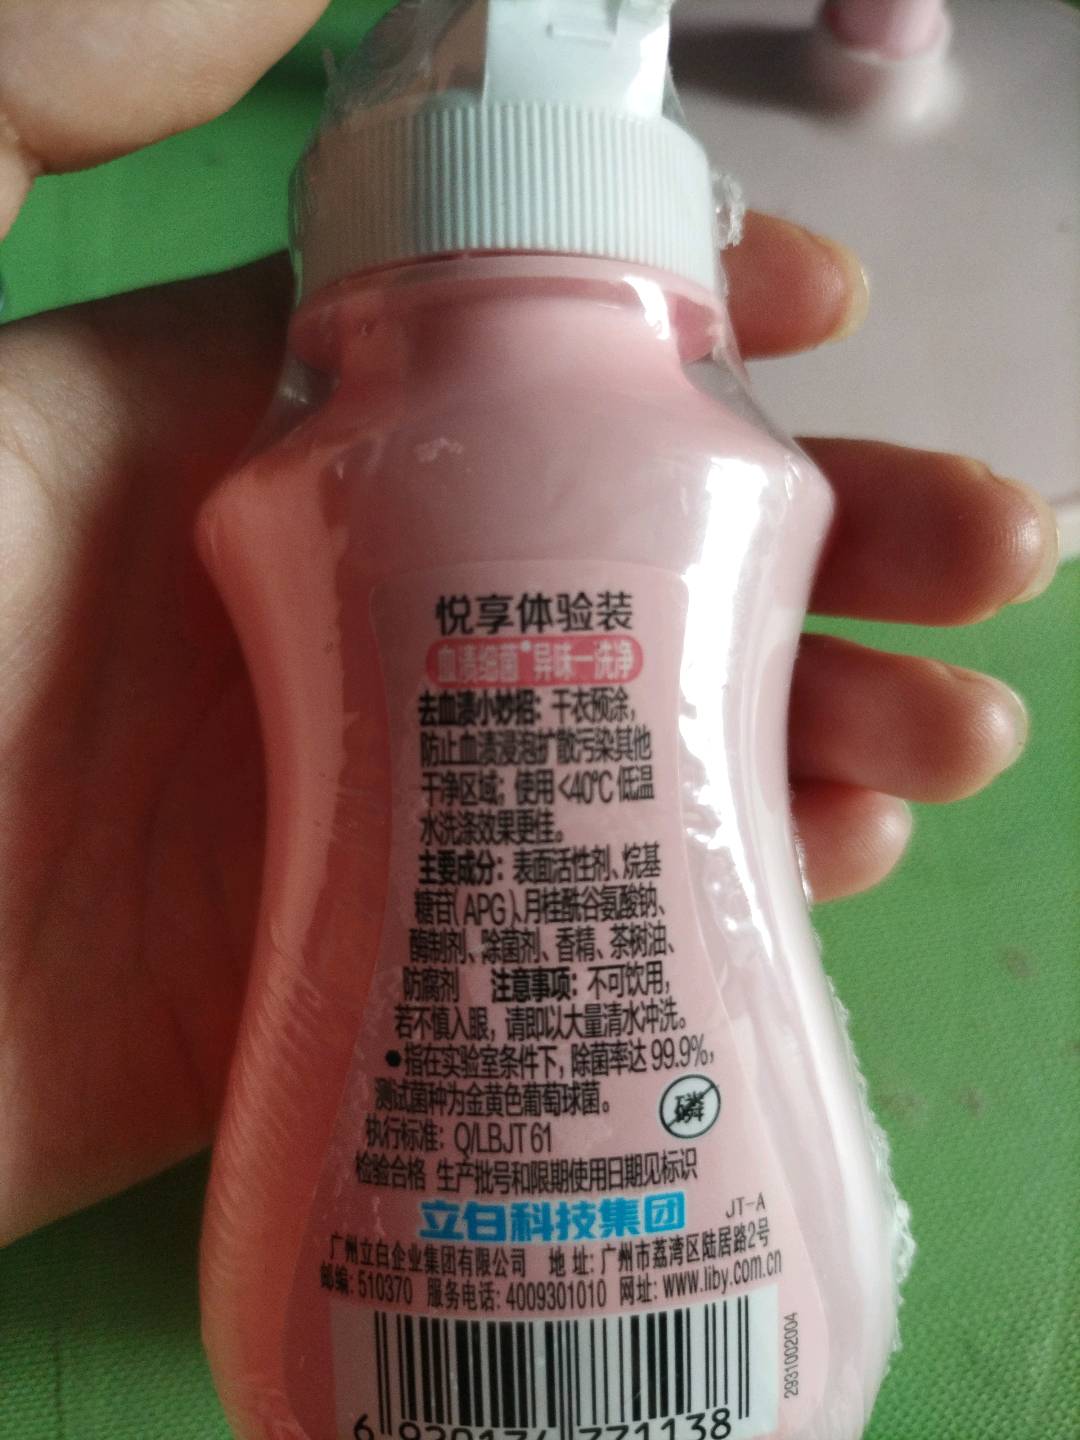 悦享体验装
血渍细菌●异味一洗净
去血渍小妙招：干衣预涂，
防止血渍浸泡扩散污染其他
干净区域；使用<40℃低温
水洗涤效果更佳。
主要成分：表面活性剂、烷基
糖苷(APG)、月桂酰谷氨酸钠、
酶制剂、除菌剂、香精、茶树油、
防腐剂 注意事项：不可饮用，
若不慎入眼，请即以大量清水冲洗。
●指在实验室条件下，除菌率达99.9%，
测试菌种为金黄色葡萄球菌。
磷
执行标准：Q/LBJT 61
检验合格 生产批号和限期使用日期见标识
立白科技集团
JT-A
广州立白企业集团有限公司 地址：广州市荔湾区陆居路2号
邮编：510370 服务电话：4009301010 网址：www.liby.com.cn
2931002004
6 920174 771138